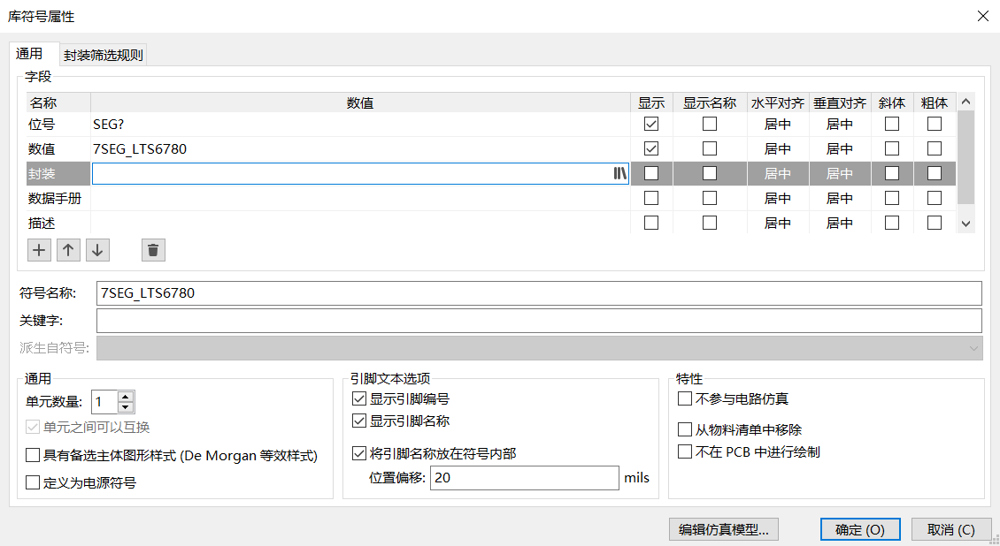 库符号属性
通用 封装筛选规则
字段
名称 数值 显示 显示名称 水平对齐 垂直对齐 斜体 粗体
位号 SEG? 居中 居中
数值 7SEG_LTS6780 居中 居中
封装 居中 居中
数据手册 居中 居中
描述 居中 居中
符号名称: 7SEG_LTS6780
关键字:
派生自符号:
通用
单元数量: 1
单元之间可以互换
具有备选主体图形样式 (De Morgan 等效样式)
定义为电源符号
引脚文本选项
显示引脚编号
显示引脚名称
将引脚名称放在符号内部
位置偏移: 20 mils
特性
不参与电路仿真
从物料清单中移除
不在 PCB 中进行绘制
编辑仿真模型... 确定 (O) 取消 (C)